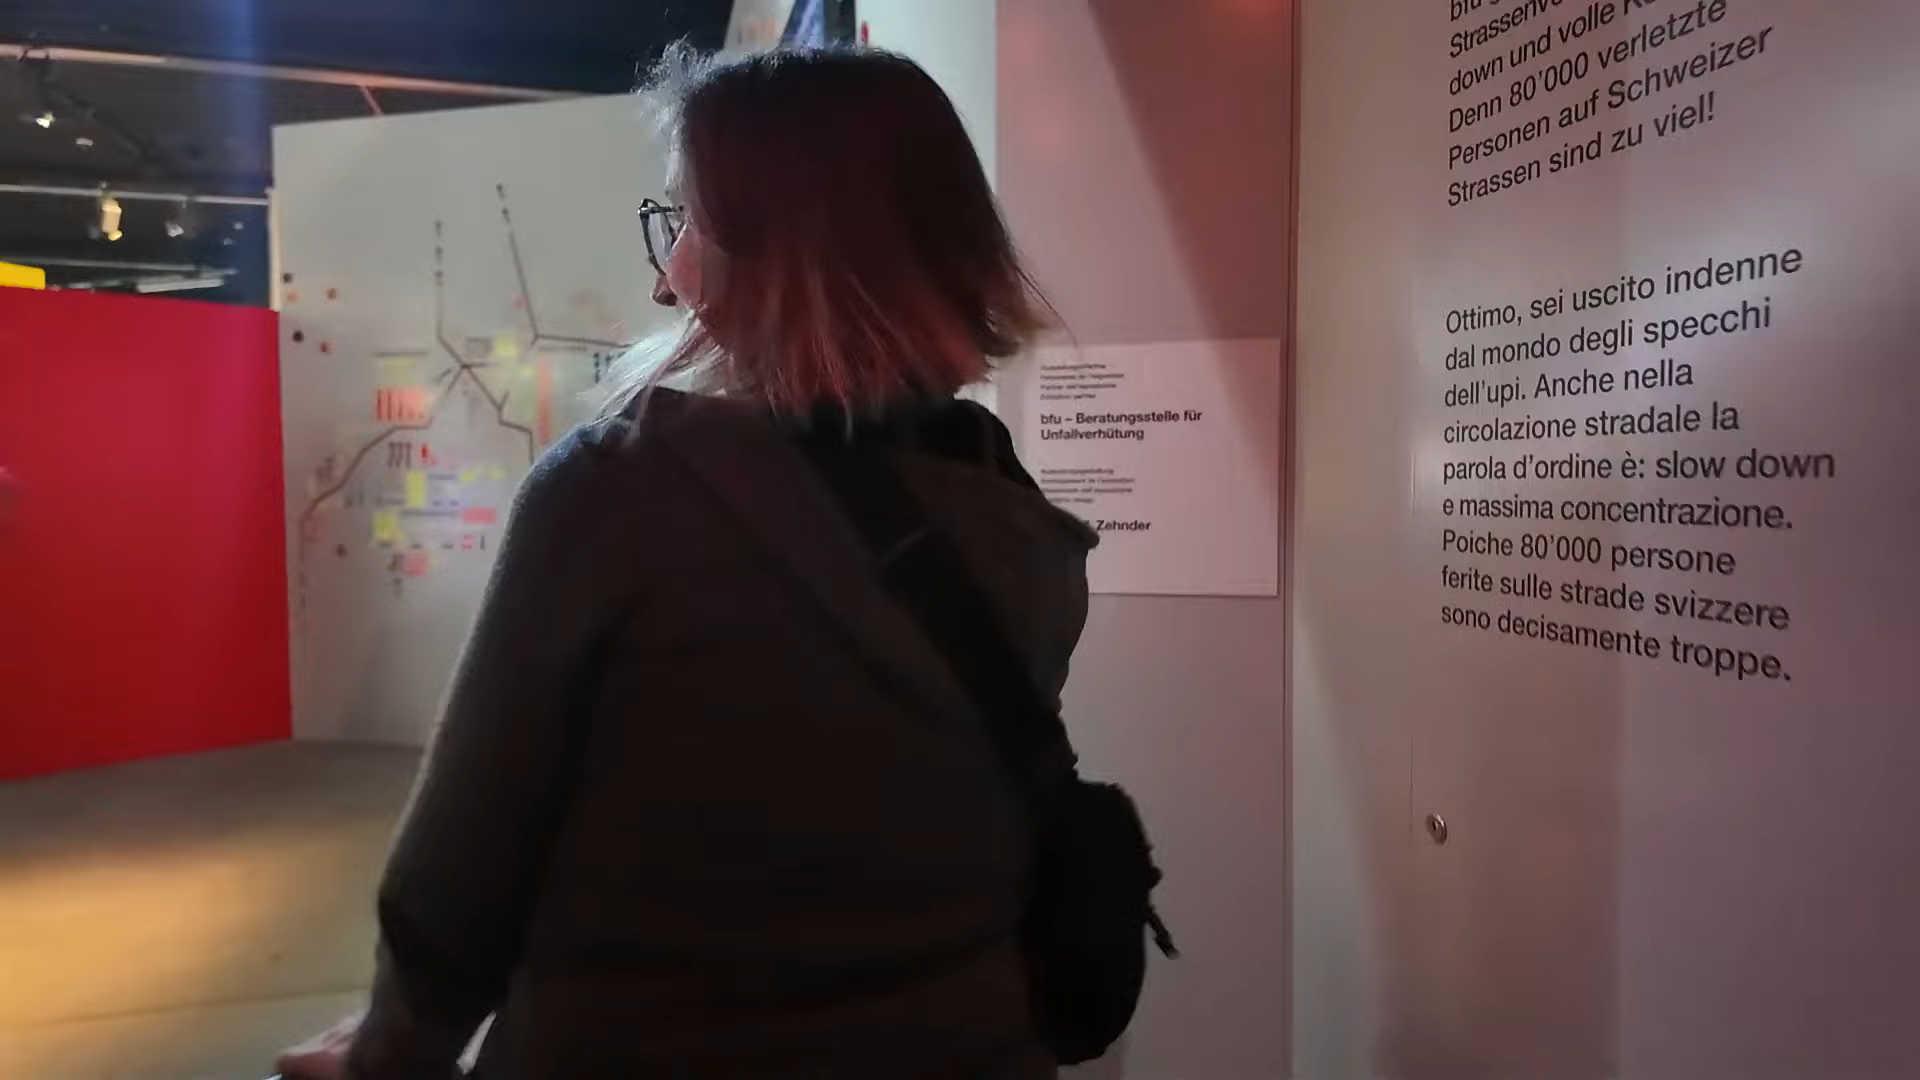 bfu
Strassenv
down und volle
Denn 80'000 verletzte
Personen auf Schweizer
Strassen sind zu viel!
Ottimo, sei uscito indenne
dal mondo degli specchi
dell'upi. Anche nella
circolazione stradale la
parola d'ordine è: slow down
e massima concentrazione.
Poiche 80'000 persone
ferite sulle strade svizzere
sono decisamente troppe.
bfu – Beratungsstelle für
Unfallverhütung
Zehnder